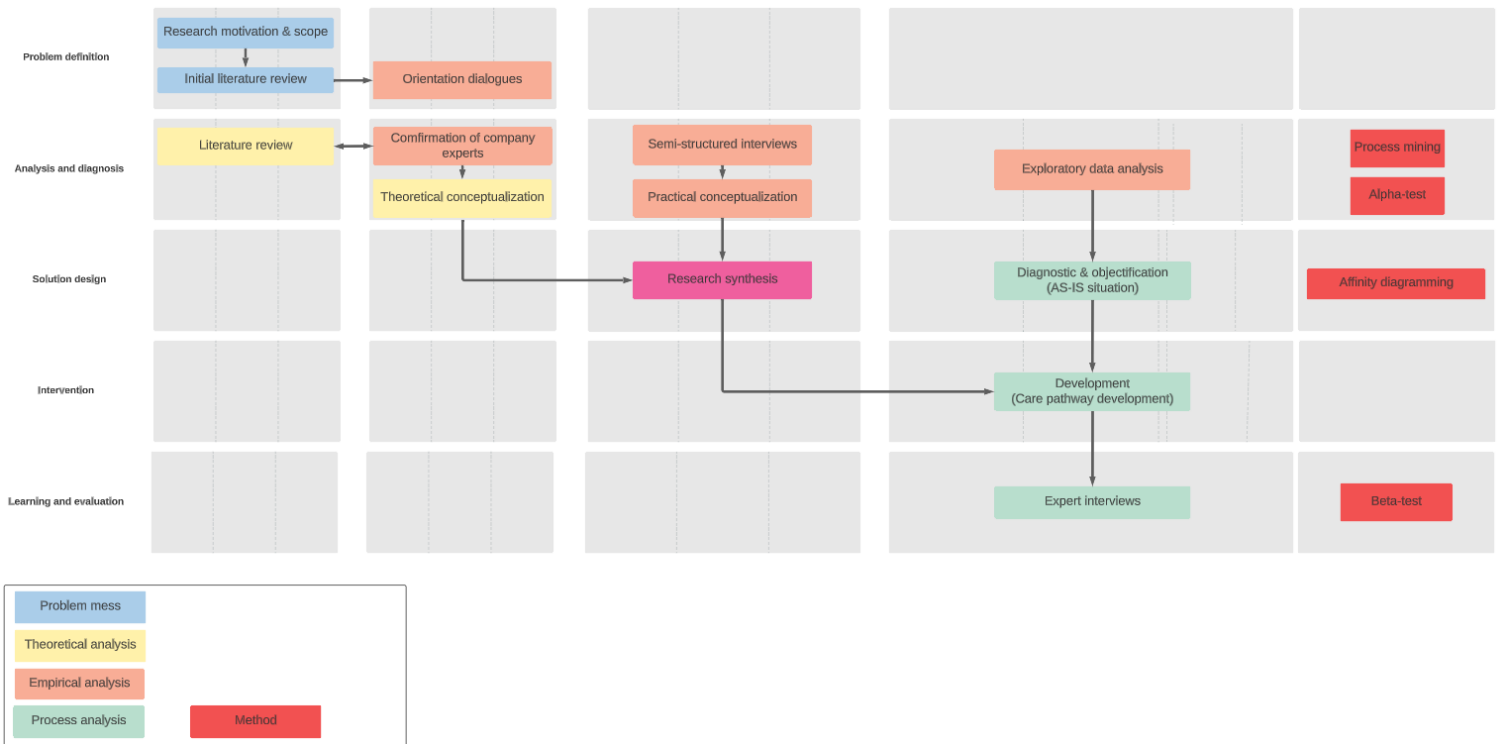 Problem definition
Research motivation & scope
Initial literature review
Orientation dialogues
Analysis and diagnosis
Literature review
Comfirmation of company
experts
Theoretical conceptualization
Semi-structured interviews
Practical conceptualization
Exploratory data analysis
Process mining
Alpha-test
Solution design
Research synthesis
Diagnostic & objectification
(AS-IS situation)
Affinity diagramming
Intervention
Development
(Care pathway development)
Learning and evaluation
Expert interviews
Beta-test
Problem mess
Theoretical analysis
Empirical analysis
Process analysis
Method